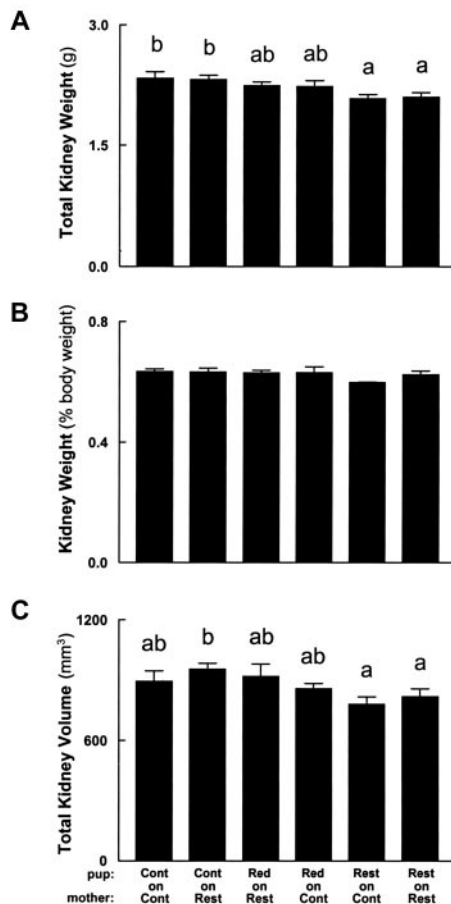 A
Total Kidney Weight (g)
3.0
1.5
0.0
b b ab ab a a
B
Kidney Weight (% body weight)
0.8
0.4
0.0
C
Total Kidney Volume (mm³)
1200
600
0
ab b ab ab a a
pup: Cont Cont Red Red Rest Rest
on on on on on on
mother: Cont Rest Rest Cont Cont Rest